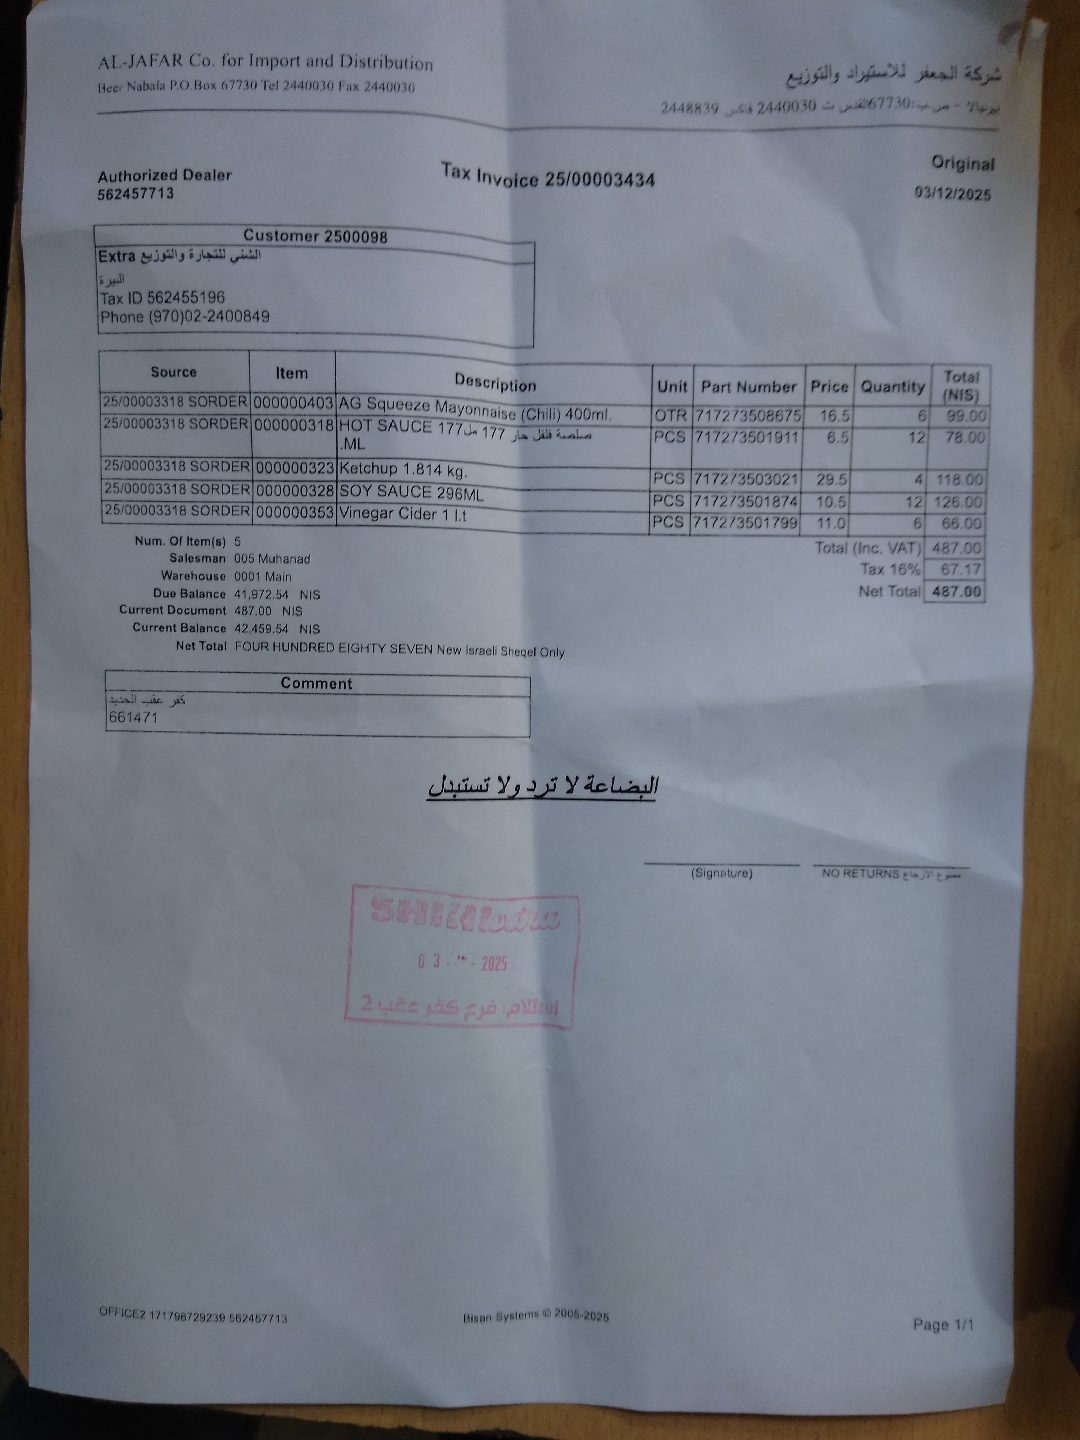 AL-JAFAR Co. for Import and Distribution
Beer Nabala P.O.Box 67730 Tel 2440030 Fax 2440030
شركة الجعفر للاستيراد والتوزيع
بيرنبالا - ص.ب:67730القدس ت 2440030 فاكس 2448839
Authorized Dealer
562457713
Tax Invoice 25/00003434
Original
03/12/2025
Customer 2500098
Extra الشني للتجارة والتوزيع
البيرة
Tax ID 562455196
Phone (970)02-2400849
Source Item Description Unit Part Number Price Quantity Total (NIS)
25/00003318 SORDER 000000403 AG Squeeze Mayonnaise (Chili) 400ml. OTR 717273508675 16.5 6 99.00
25/00003318 SORDER 000000318 HOT SAUCE 177مل 177 صلصة فلفل حار PCS 717273501911 6.5 12 78.00
.ML
25/00003318 SORDER 000000323 Ketchup 1.814 kg. PCS 717273503021 29.5 4 118.00
25/00003318 SORDER 000000328 SOY SAUCE 296ML PCS 717273501874 10.5 12 126.00
25/00003318 SORDER 000000353 Vinegar Cider 1 l.t PCS 717273501799 11.0 6 66.00
Total (Inc. VAT) 487.00
Tax 16% 67.17
Net Total 487.00
Num. Of Item(s) 5
Salesman 005 Muhanad
Warehouse 0001 Main
Due Balance 41,972.54 NIS
Current Document 487.00 NIS
Current Balance 42,459.54 NIS
Net Total FOUR HUNDRED EIGHTY SEVEN New Israeli Sheqel Only
Comment
كفر عقب الجديد
661471
البضاعة لا ترد ولا تستبدل
(Signature)
NO RETURNS ممنوع الارجاع
03 - 2025
استلام: فرع كفر عقب 2
OFFICE2 171798729239 562457713
Bisan Systems © 2005-2025
Page 1/1